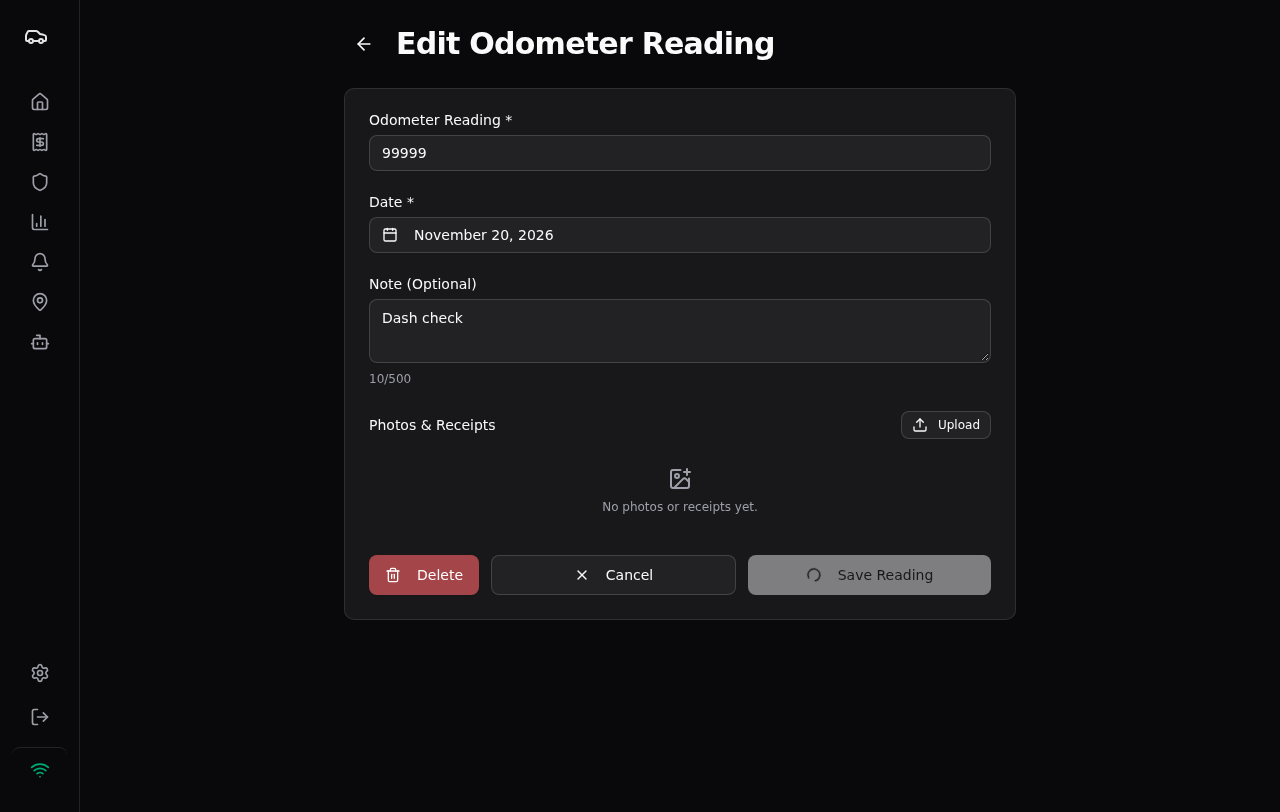 Edit Odometer Reading
Odometer Reading *
99999
Date *
November 20, 2026
Note (Optional)
Dash check
10/500
Photos & Receipts
Upload
No photos or receipts yet.
Delete
Cancel
Save Reading